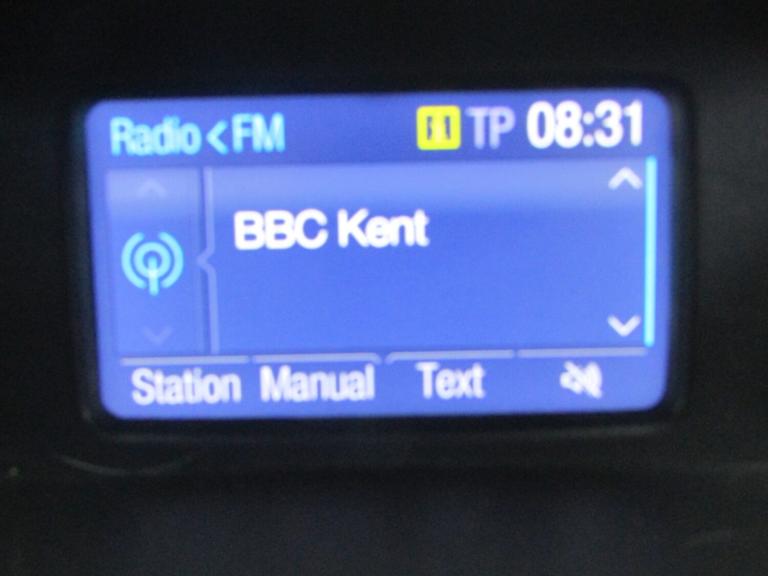 Radio < FM TP 08:31
BBC Kent
Station Manual Text